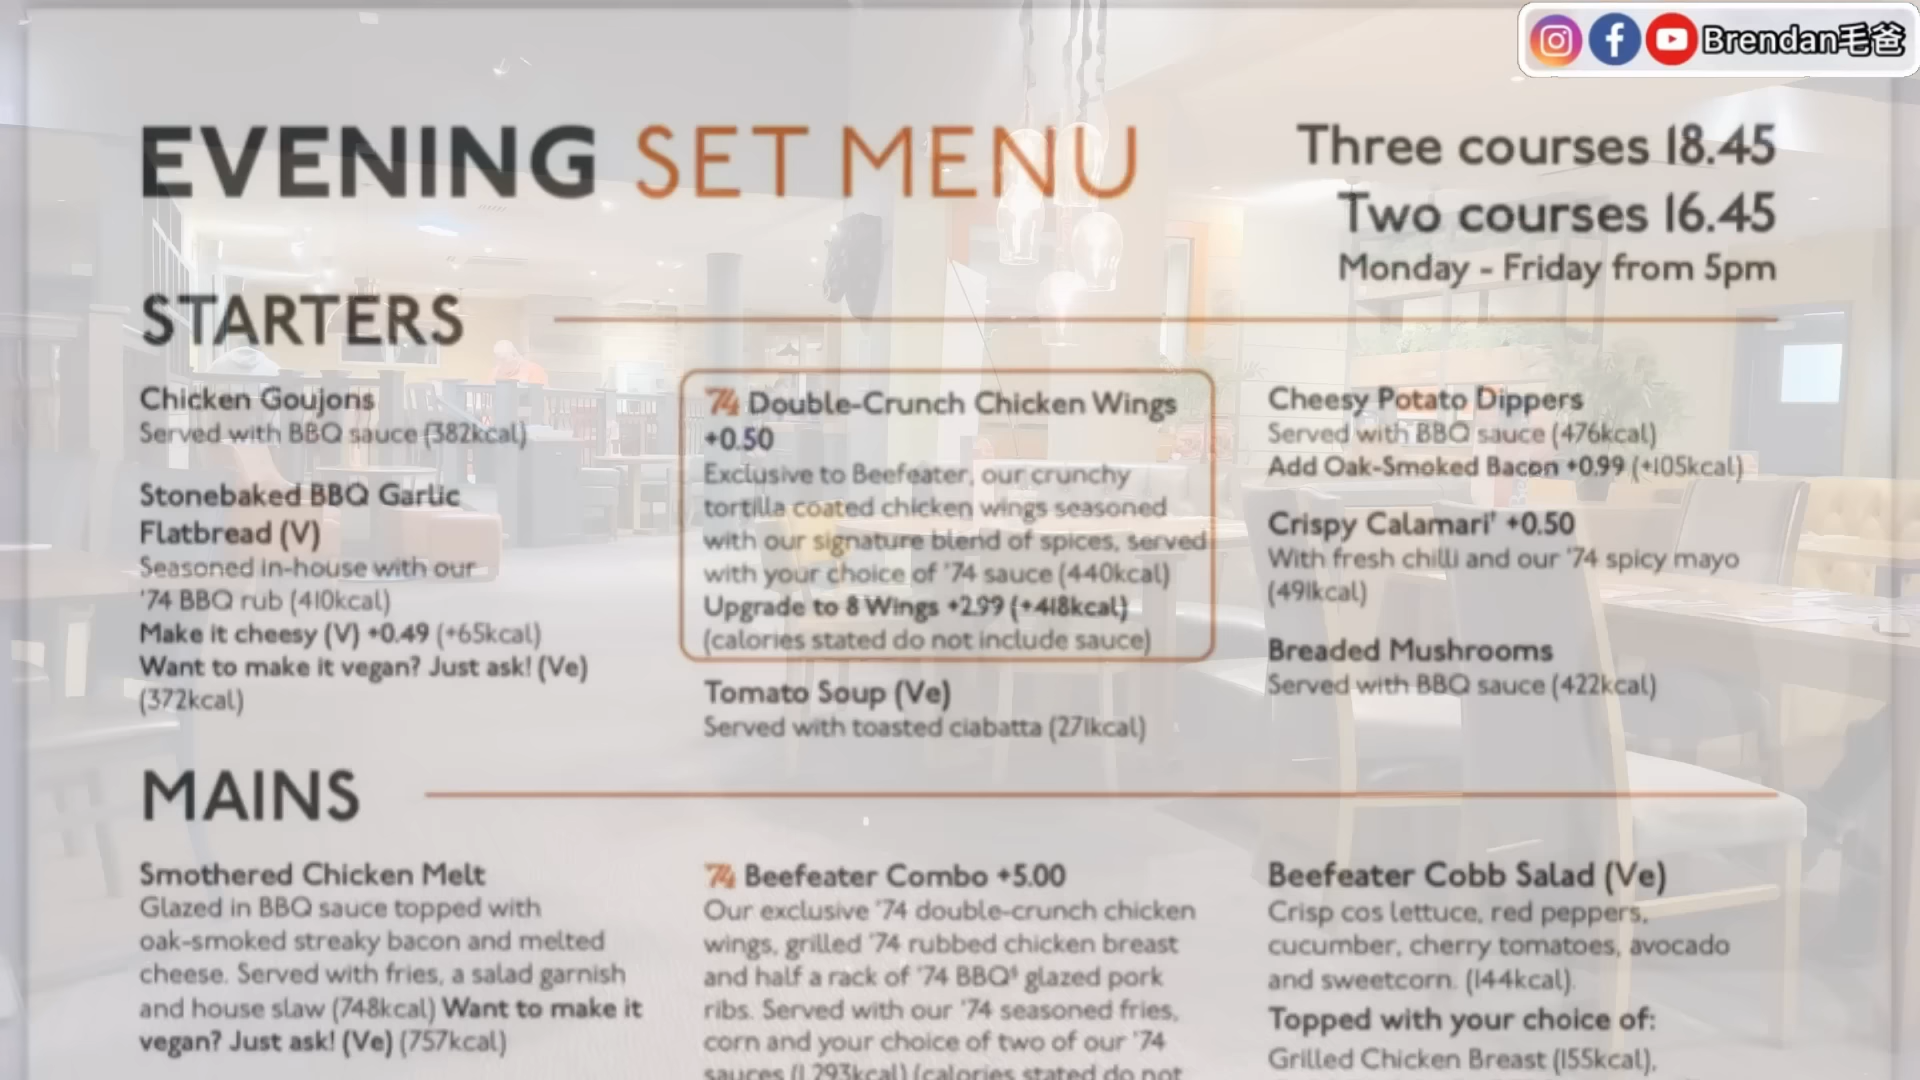 Brendan毛爸
EVENING SET MENU
Three courses 18.45
Two courses 16.45
Monday - Friday from 5pm
STARTERS
Chicken Goujons
Served with BBQ sauce (382kcal)
Stonebaked BBQ Garlic
Flatbread (V)
Seasoned in-house with our
'74 BBQ rub (410kcal)
Make it cheesy (V) +0.49 (+65kcal)
Want to make it vegan? Just ask! (Ve)
(372kcal)
74 Double-Crunch Chicken Wings
+0.50
Exclusive to Beefeater, our crunchy
tortilla coated chicken wings seasoned
with our signature blend of spices, served
with your choice of '74 sauce (440kcal)
Upgrade to 8 Wings +2.99 (+418kcal)
(calories stated do not include sauce)
Tomato Soup (Ve)
Served with toasted ciabatta (271kcal)
Cheesy Potato Dippers
Served with BBQ sauce (476kcal)
Add Oak-Smoked Bacon +0.99 (+105kcal)
Crispy Calamari† +0.50
With fresh chilli and our '74 spicy mayo
(491kcal)
Breaded Mushrooms
Served with BBQ sauce (422kcal)
MAINS
Smothered Chicken Melt
Glazed in BBQ sauce topped with
oak-smoked streaky bacon and melted
cheese. Served with fries, a salad garnish
and house slaw (748kcal) Want to make it
vegan? Just ask! (Ve) (757kcal)
74 Beefeater Combo +5.00
Our exclusive '74 double-crunch chicken
wings, grilled '74 rubbed chicken breast
and half a rack of '74 BBQ§ glazed pork
ribs. Served with our '74 seasoned fries,
corn and your choice of two of our '74
sauces (1,293kcal) (calories stated do not
Beefeater Cobb Salad (Ve)
Crisp cos lettuce, red peppers,
cucumber, cherry tomatoes, avocado
and sweetcorn. (144kcal).
Topped with your choice of:
Grilled Chicken Breast (155kcal),